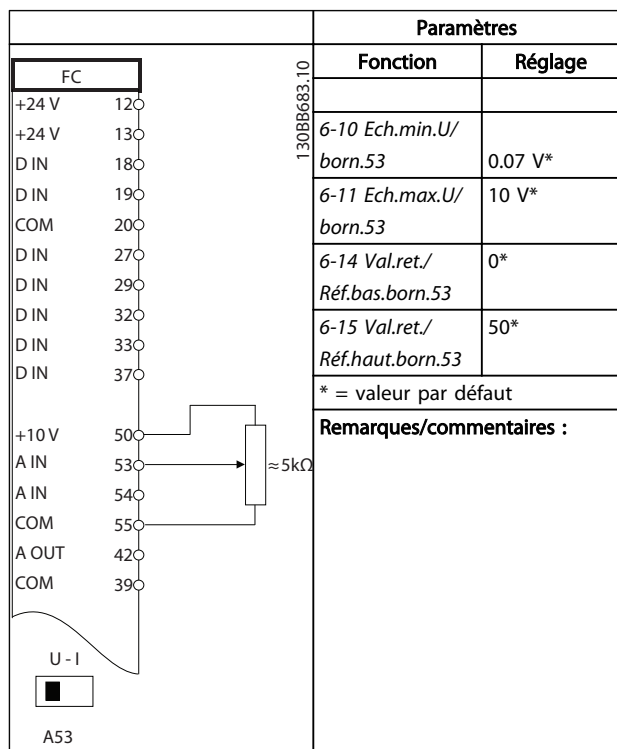 FC
+24 V 12
+24 V 13
D IN 18
D IN 19
COM 20
D IN 27
D IN 29
D IN 32
D IN 33
D IN 37
+10 V 50
A IN 53
A IN 54
COM 55
A OUT 42
COM 39
≈5kΩ
U - I
A53
130BB683.10
Paramètres
Fonction Réglage
6-10 Ech.min.U/
born.53 0.07 V*
6-11 Ech.max.U/ 10 V*
born.53
6-14 Val.ret./ 0*
Réf.bas.born.53
6-15 Val.ret./ 50*
Réf.haut.born.53
* = valeur par défaut
Remarques/commentaires :